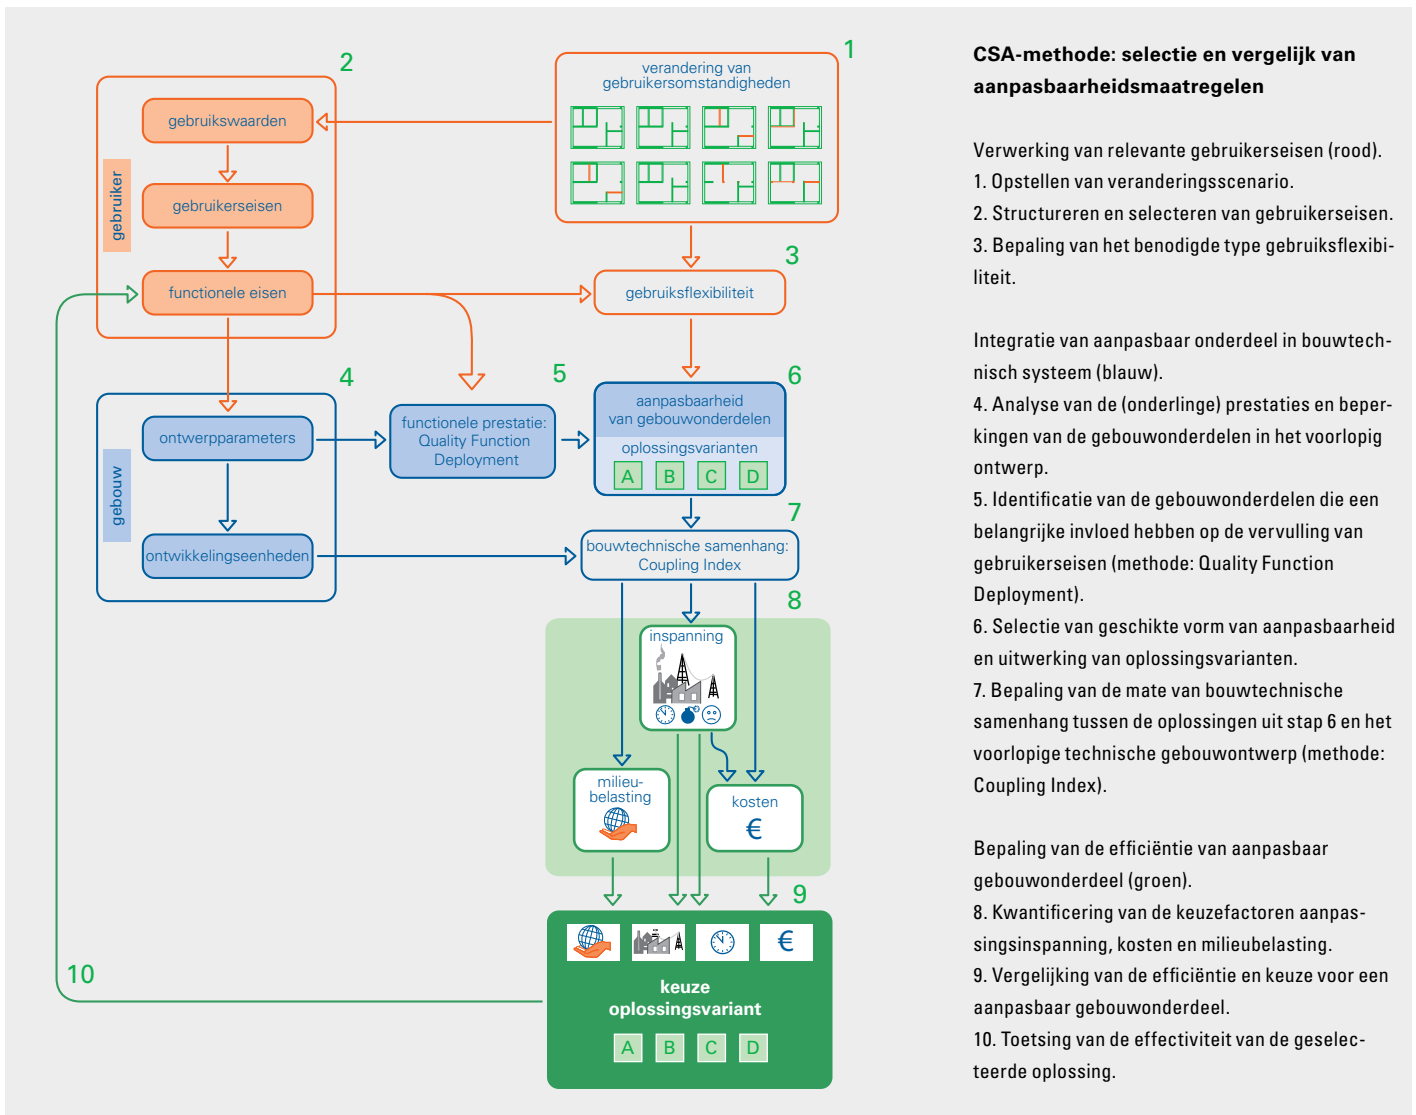 1
verandering van
gebruikersomstandigheden
2
gebruiker
gebruikswaarden
gebruikerseisen
functionele eisen
3
gebruiksflexibiliteit
4
gebouw
ontwerpparameters
ontwikkelingseenheden
5
functionele prestatie:
Quality Function
Deployment
6
aanpasbaarheid
van gebouwonderdelen
oplossingsvarianten
A B C D
7
bouwtechnische samenhang:
Coupling Index
8
inspanning
milieu-
belasting
kosten
€
9
€
keuze
oplossingsvariant
A B C D
10
CSA-methode: selectie en vergelijk van
aanpasbaarheidsmaatregelen
Verwerking van relevante gebruikerseisen (rood).
1. Opstellen van veranderingsscenario.
2. Structureren en selecteren van gebruikerseisen.
3. Bepaling van het benodigde type gebruiksflexibi-
liteit.
Integratie van aanpasbaar onderdeel in bouwtech-
nisch systeem (blauw).
4. Analyse van de (onderlinge) prestaties en beper-
kingen van de gebouwonderdelen in het voorlopig
ontwerp.
5. Identificatie van de gebouwonderdelen die een
belangrijke invloed hebben op de vervulling van
gebruikerseisen (methode: Quality Function
Deployment).
6. Selectie van geschikte vorm van aanpasbaarheid
en uitwerking van oplossingsvarianten.
7. Bepaling van de mate van bouwtechnische
samenhang tussen de oplossingen uit stap 6 en het
voorlopige technische gebouwontwerp (methode:
Coupling Index).
Bepaling van de efficiëntie van aanpasbaar
gebouwonderdeel (groen).
8. Kwantificering van de keuzefactoren aanpas-
singsinspanning, kosten en milieubelasting.
9. Vergelijking van de efficiëntie en keuze voor een
aanpasbaar gebouwonderdeel.
10. Toetsing van de effectiviteit van de geselec-
teerde oplossing.